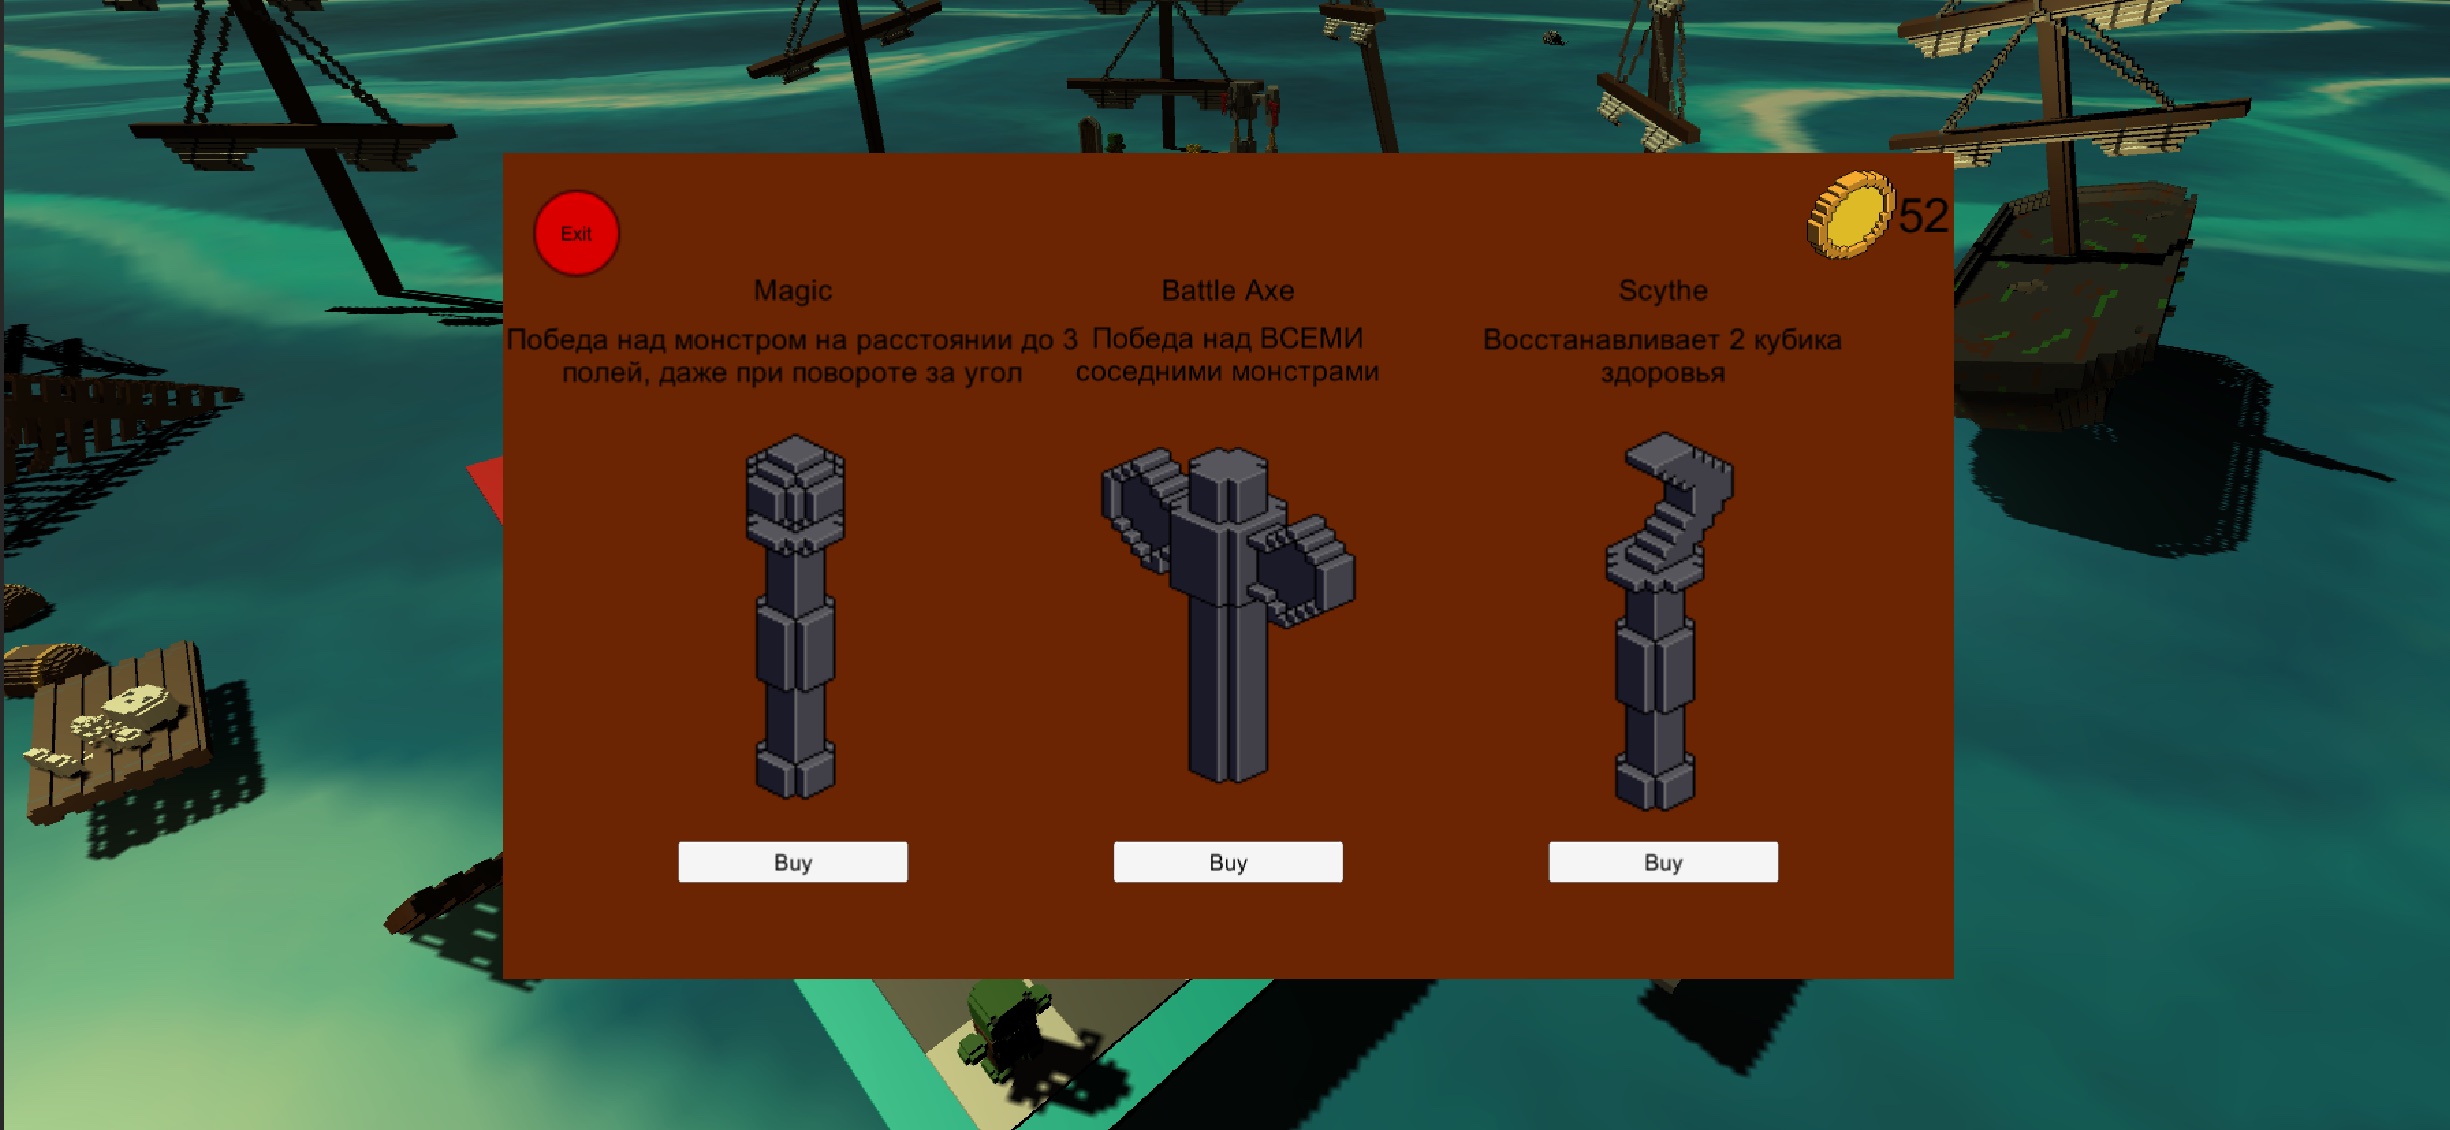 Exit
52
Magic
Battle Axe
Scythe
Победа над монстром на расстоянии до 3
полей, даже при повороте за угол
Победа над ВСЕМИ
соседними монстрами
Восстанавливает 2 кубика
здоровья
Buy
Buy
Buy